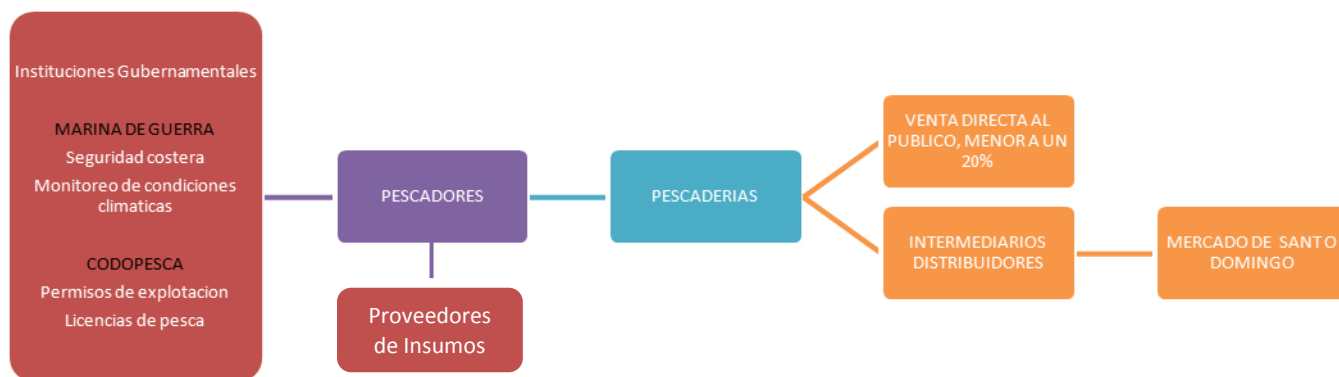 Instituciones Gubernamentales
MARINA DE GUERRA
Seguridad costera
Monitoreo de condiciones
climaticas
CODOPESCA
Permisos de explotacion
Licencias de pesca
PESCADORES
Proveedores
de Insumos
PESCADERIAS
VENTA DIRECTA AL
PUBLICO, MENOR A UN
20%
INTERMEDIARIOS
DISTRIBUIDORES
MERCADO DE SANTO
DOMINGO